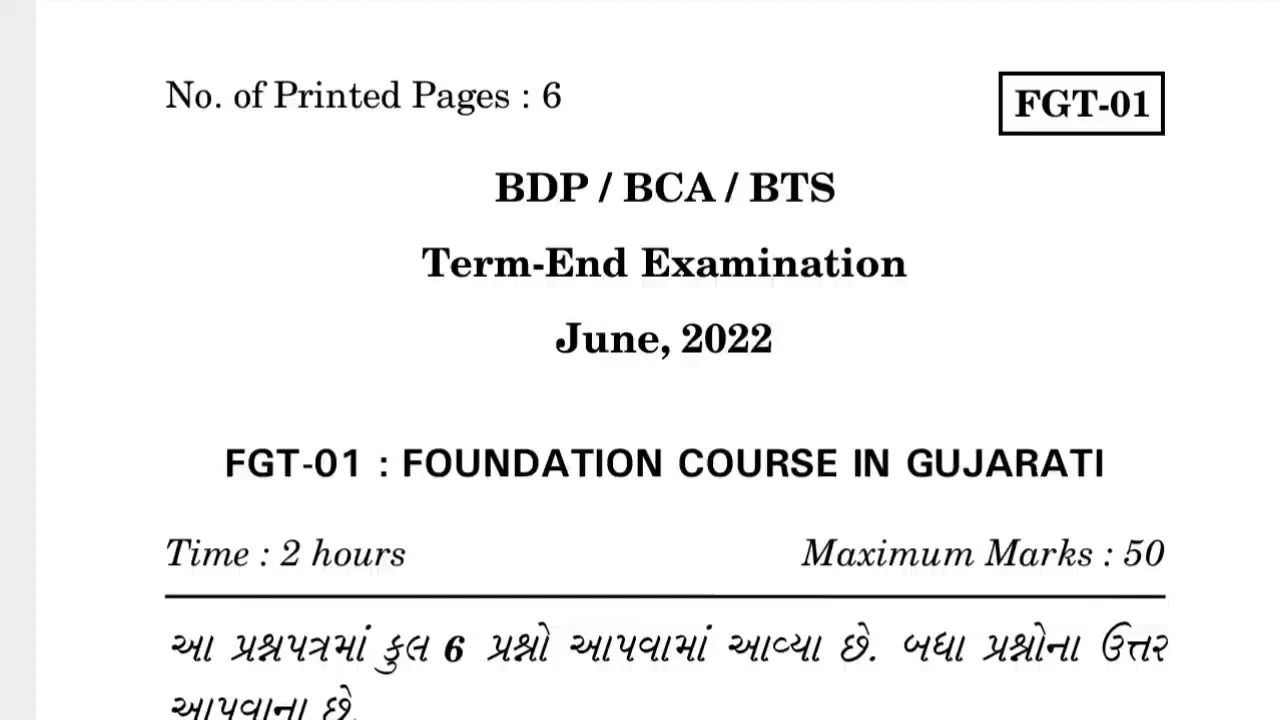 No. of Printed Pages : 6
FGT-01
BDP / BCA / BTS
Term-End Examination
June, 2022
FGT-01 : FOUNDATION COURSE IN GUJARATI
Time : 2 hours
Maximum Marks : 50
આ પ્રશ્નપત્રમાં કુલ 6 પ્રશ્નો આપવામાં આવ્યા છે. બધા પ્રશ્નોના ઉત્તર
આપવાના છે.